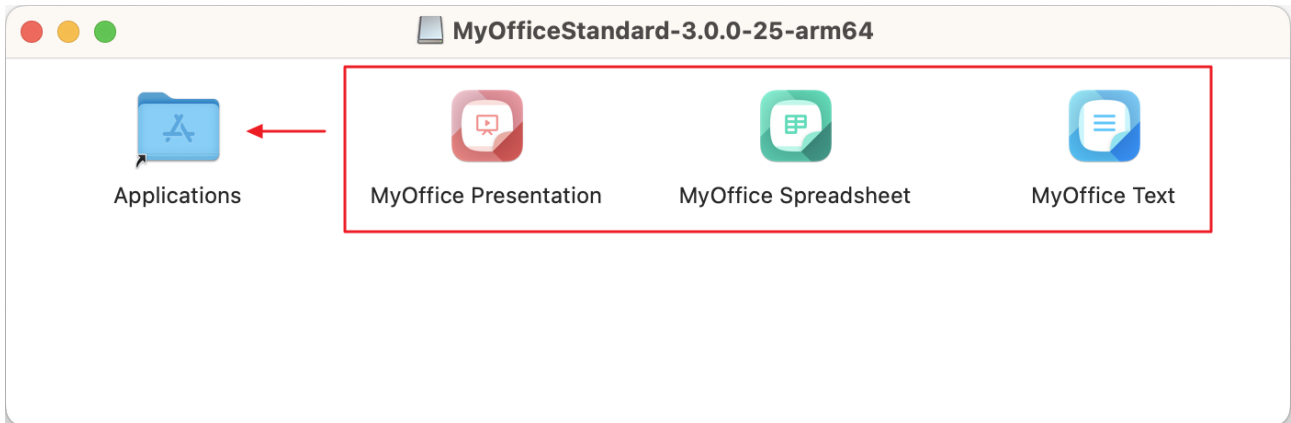 MyOfficeStandard-3.0.0-25-arm64
Applications
MyOffice Presentation
MyOffice Spreadsheet
MyOffice Text